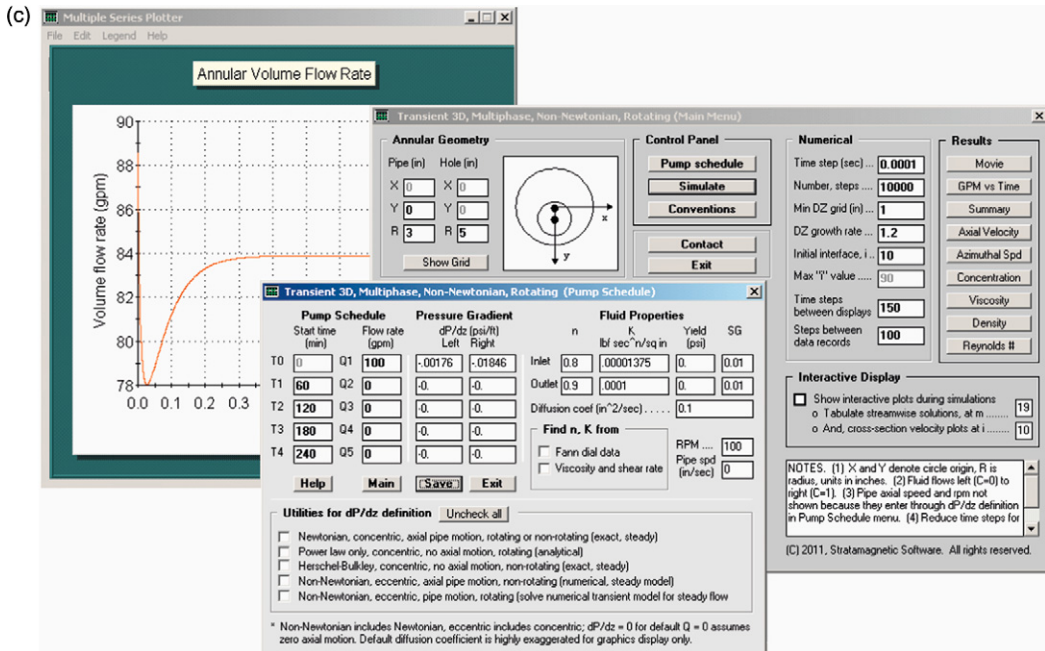 (c)
Multiple Series Plotter
File Edit Legend Help
Annular Volume Flow Rate
Volume flow rate (gpm)
90
88
86
84
82
80
78
0.0 0.1 0.2 0.3
Transient 3D, Multiphase, Non-Newtonian, Rotating (Main Menu)
Annular Geometry
Pipe (in) Hole (in)
X 0 X 0
Y 0 Y 0
R 3 R 5
Show Grid
x
y
Control Panel
Pump schedule
Simulate
Conventions
Contact
Exit
Numerical
Time step (sec) ... 0.0001
Number, steps .... 10000
Min DZ grid (in) ... 1
DZ growth rate ... 1.2
Initial interface, i .. 10
Max "i" value ..... 90
Time steps
between displays 150
Steps between
data records 100
Results
Movie
GPM vs Time
Summary
Axial Velocity
Azimuthal Spd
Concentration
Viscosity
Density
Reynolds #
Interactive Display
Show interactive plots during simulations
o Tabulate streamwise solutions, at m ........ 19
o And, cross-section velocity plots at i ........ 10
NOTES. (1) X and Y denote circle origin, R is
radius, units in inches. (2) Fluid flows left (C=0) to
right (C=1). (3) Pipe axial speed and rpm not
shown because they enter through dP/dz definition
in Pump Schedule menu. (4) Reduce time steps for
(C) 2011, Stratamagnetic Software. All rights reserved.
Transient 3D, Multiphase, Non-Newtonian, Rotating (Pump Schedule)
Pump Schedule
Start time Flow rate
(min) (gpm)
T0 0 Q1 100
T1 60 Q2 0
T2 120 Q3 0
T3 180 Q4 0
T4 240 Q5 0
Pressure Gradient
dP/dz (psi/ft)
Left Right
-.00176 -.01846
-0. -0.
-0. -0.
-0. -0.
-0. -0.
Help Main Save Exit
Fluid Properties
n K Yield SG
lbf sec^n/sq in (psi)
Inlet 0.8 .00001375 0. 0.01
Outlet 0.9 .0001 0. 0.01
Diffusion coef (in^2/sec) . . . . . 0.1
Find n, K from
Fann dial data
Viscosity and shear rate
RPM .... 100
Pipe spd
(in/sec) 0
Utilities for dP/dz definition Uncheck all
Newtonian, concentric, axial pipe motion, rotating or non-rotating (exact, steady)
Power law only, concentric, no axial motion, rotating (analytical)
Herschel-Bulkley, concentric, no axial motion, non-rotating (exact, steady)
Non-Newtonian, eccentric, axial pipe motion, non-rotating (numerical, steady model)
Non-Newtonian, eccentric, pipe motion, rotating (solve numerical transient model for steady flow
* Non-Newtonian includes Newtonian, eccentric includes concentric; dP/dz = 0 for default Q = 0 assumes
zero axial motion. Default diffusion coefficient is highly exaggerated for graphics display only.